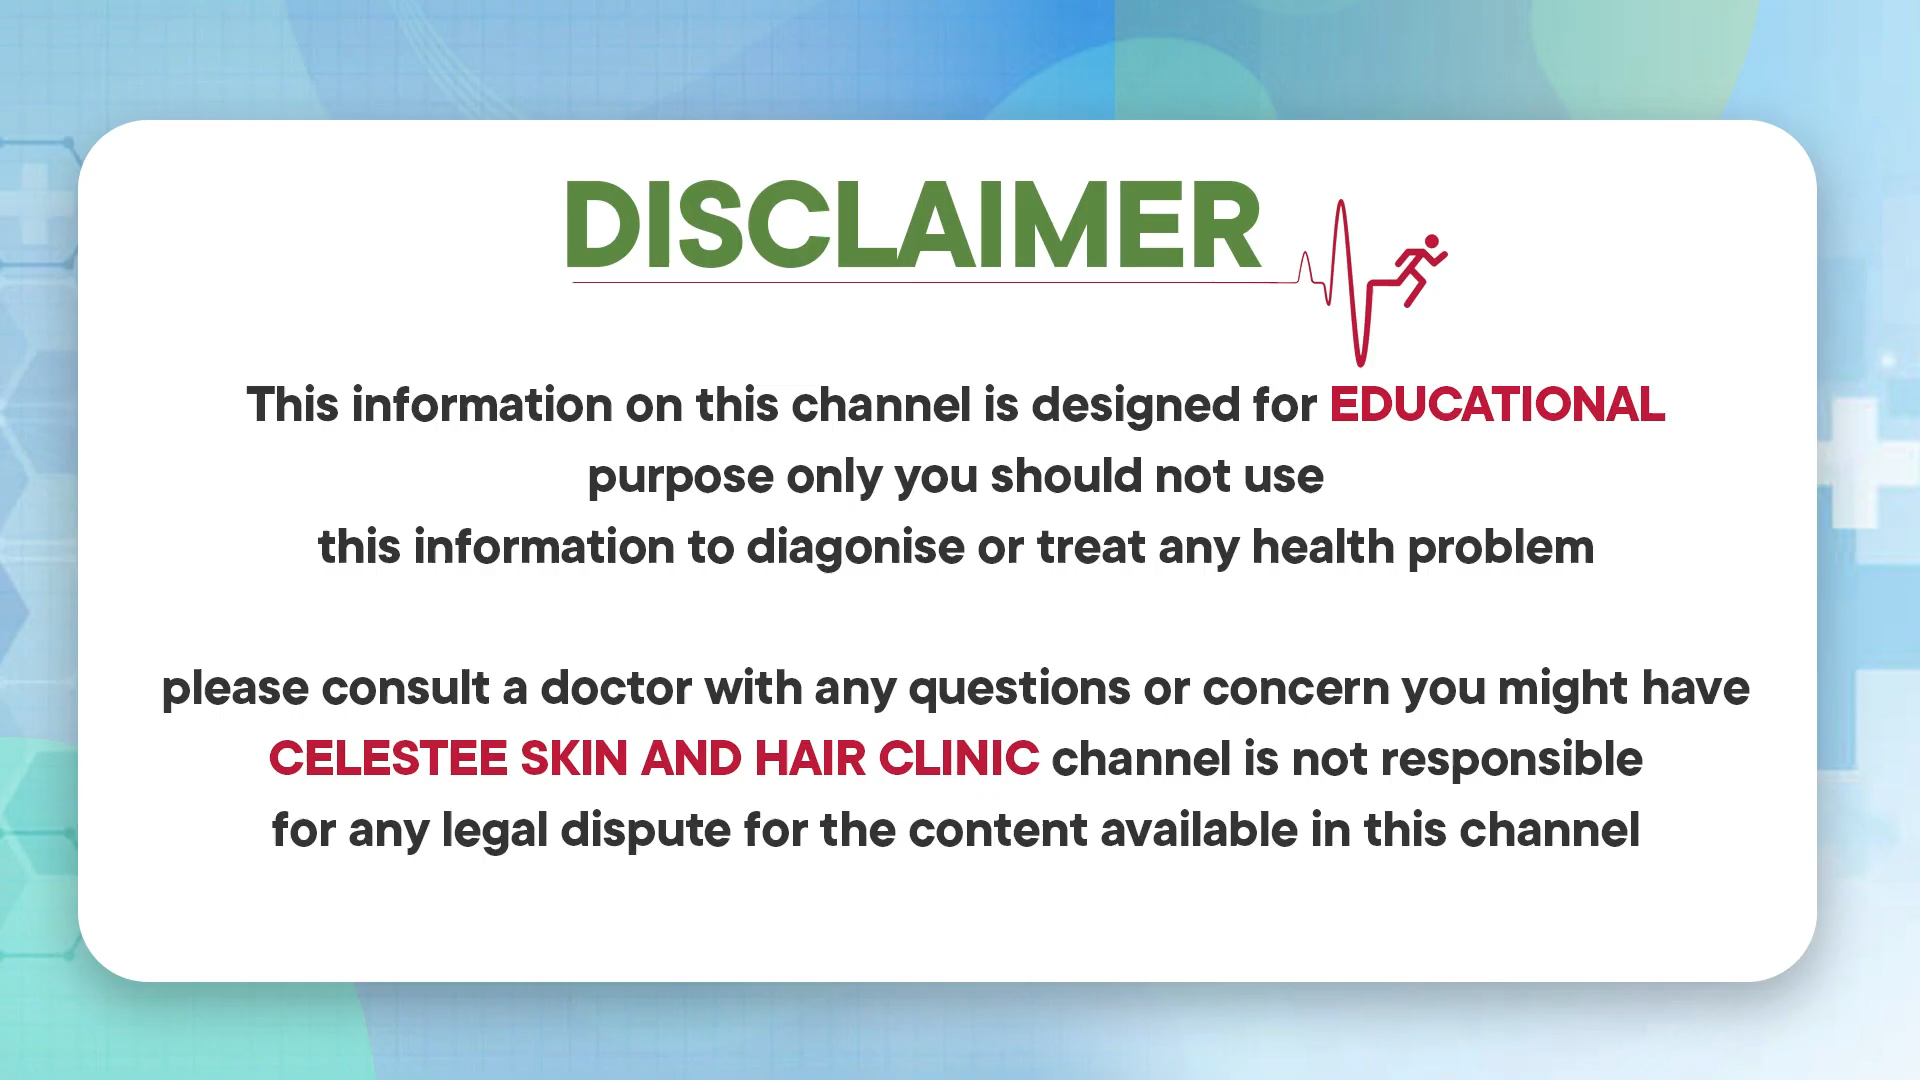 DISCLAIMER
This information on this channel is designed for EDUCATIONAL
purpose only you should not use
this information to diagonise or treat any health problem
please consult a doctor with any questions or concern you might have
CELESTEE SKIN AND HAIR CLINIC channel is not responsible
for any legal dispute for the content available in this channel